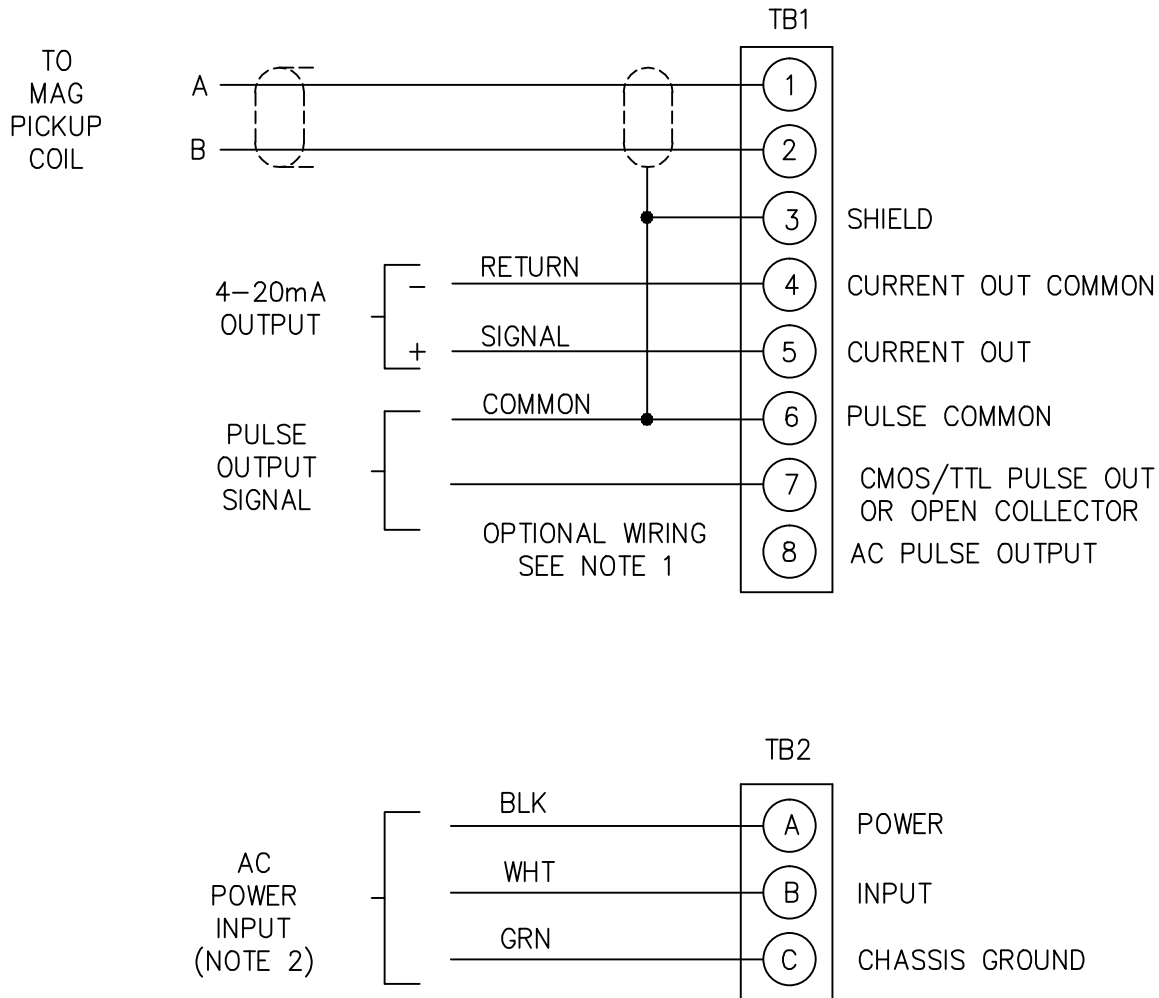 TB1
TO
MAG
PICKUP
COIL
A
B
1
2
3 SHIELD
4-20mA
OUTPUT
- RETURN 4 CURRENT OUT COMMON
+ SIGNAL 5 CURRENT OUT
PULSE
OUTPUT
SIGNAL
COMMON 6 PULSE COMMON
7 CMOS/TTL PULSE OUT
OR OPEN COLLECTOR
OPTIONAL WIRING
SEE NOTE 1
8 AC PULSE OUTPUT
TB2
AC
POWER
INPUT
(NOTE 2)
BLK A POWER
WHT B INPUT
GRN C CHASSIS GROUND